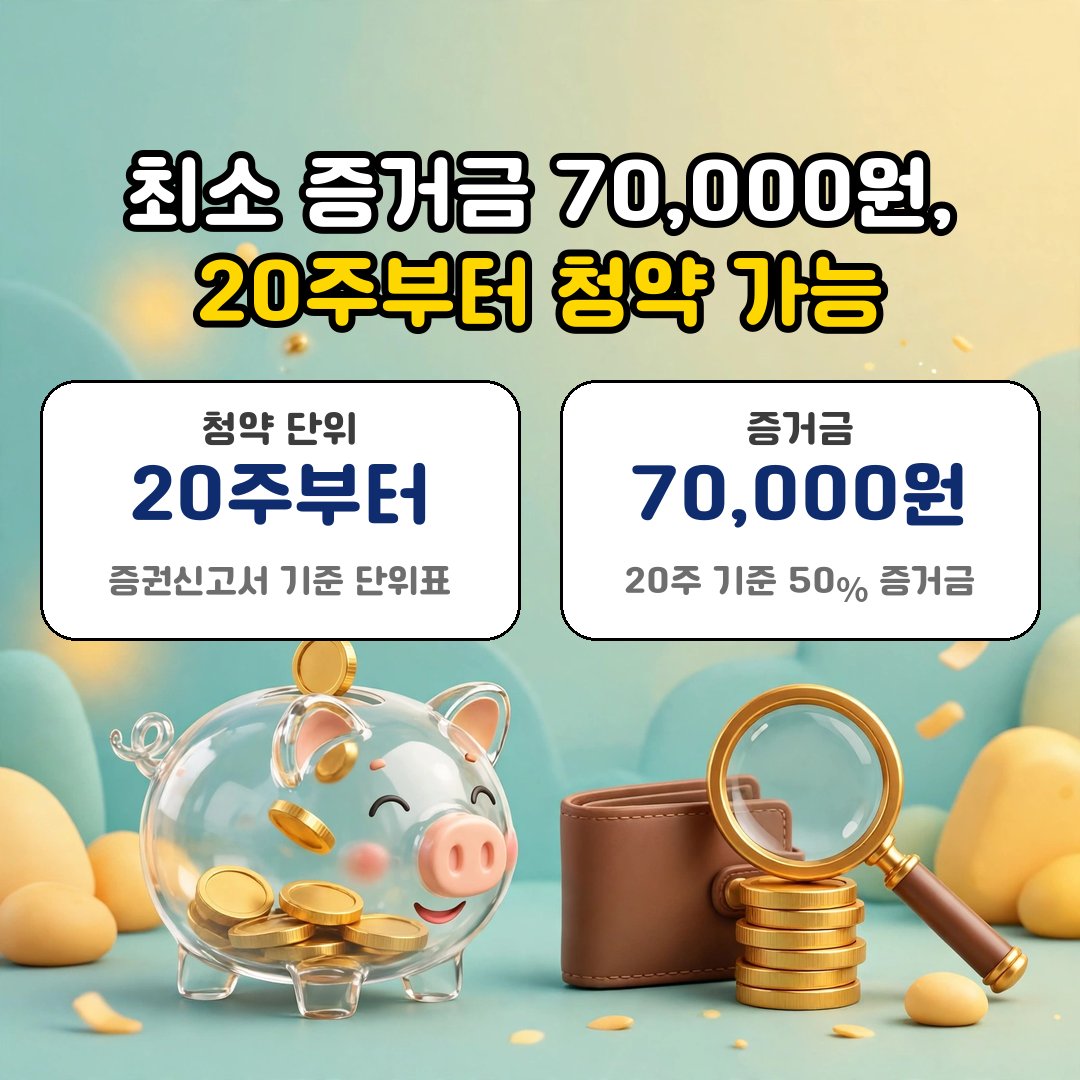 최소 증거금 70,000원,
20주부터 청약 가능
청약 단위
20주부터
증권신고서 기준 단위표
증거금
70,000원
20주 기준 50% 증거금